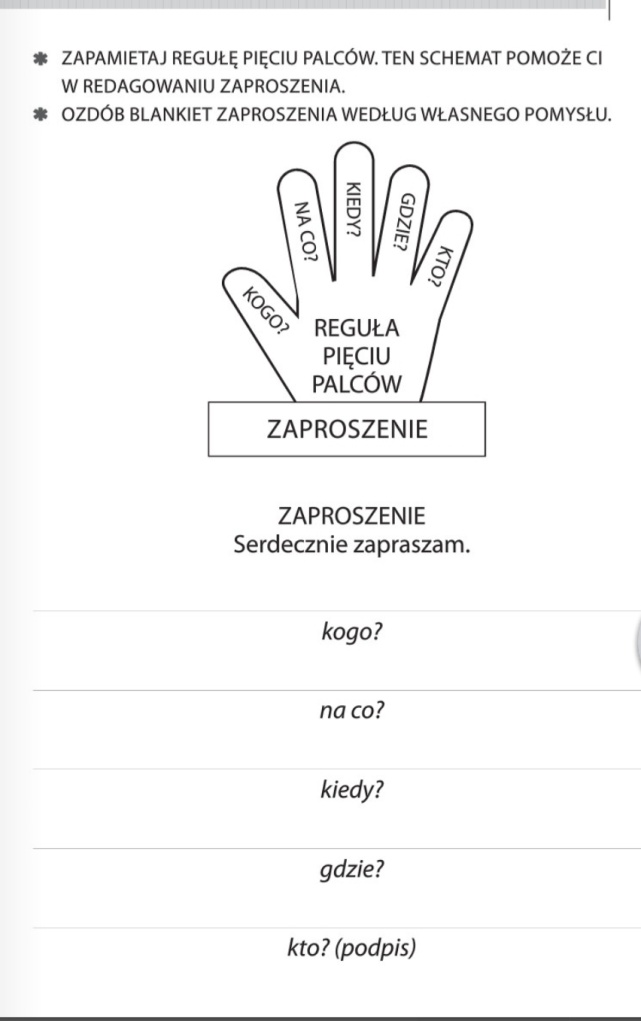 ✱ ZAPAMIETAJ REGUŁĘ PIĘCIU PALCÓW. TEN SCHEMAT POMOŻE CI
W REDAGOWANIU ZAPROSZENIA.
✱ OZDÓB BLANKIET ZAPROSZENIA WEDŁUG WŁASNEGO POMYSŁU.
KOGO?
NA CO?
KIEDY?
GDZIE?
KTO?
REGUŁA
PIĘCIU
PALCÓW
ZAPROSZENIE
ZAPROSZENIE
Serdecznie zapraszam.
kogo?
na co?
kiedy?
gdzie?
kto? (podpis)